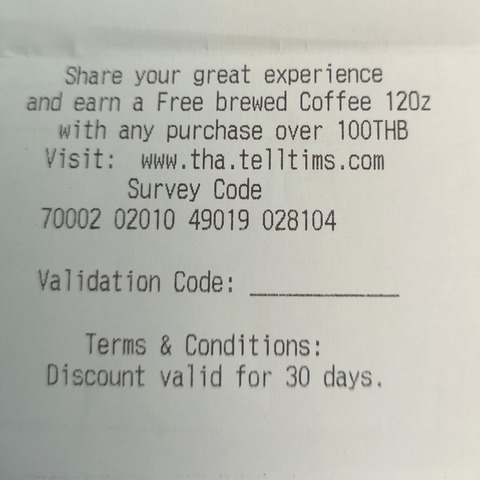 Share your great experience
and earn a Free brewed Coffee 12Oz
with any purchase over 100THB
Visit: www.tha.telltims.com
Survey Code
70002 02010 49019 028104
Validation Code: ___________
Terms & Conditions:
Discount valid for 30 days.